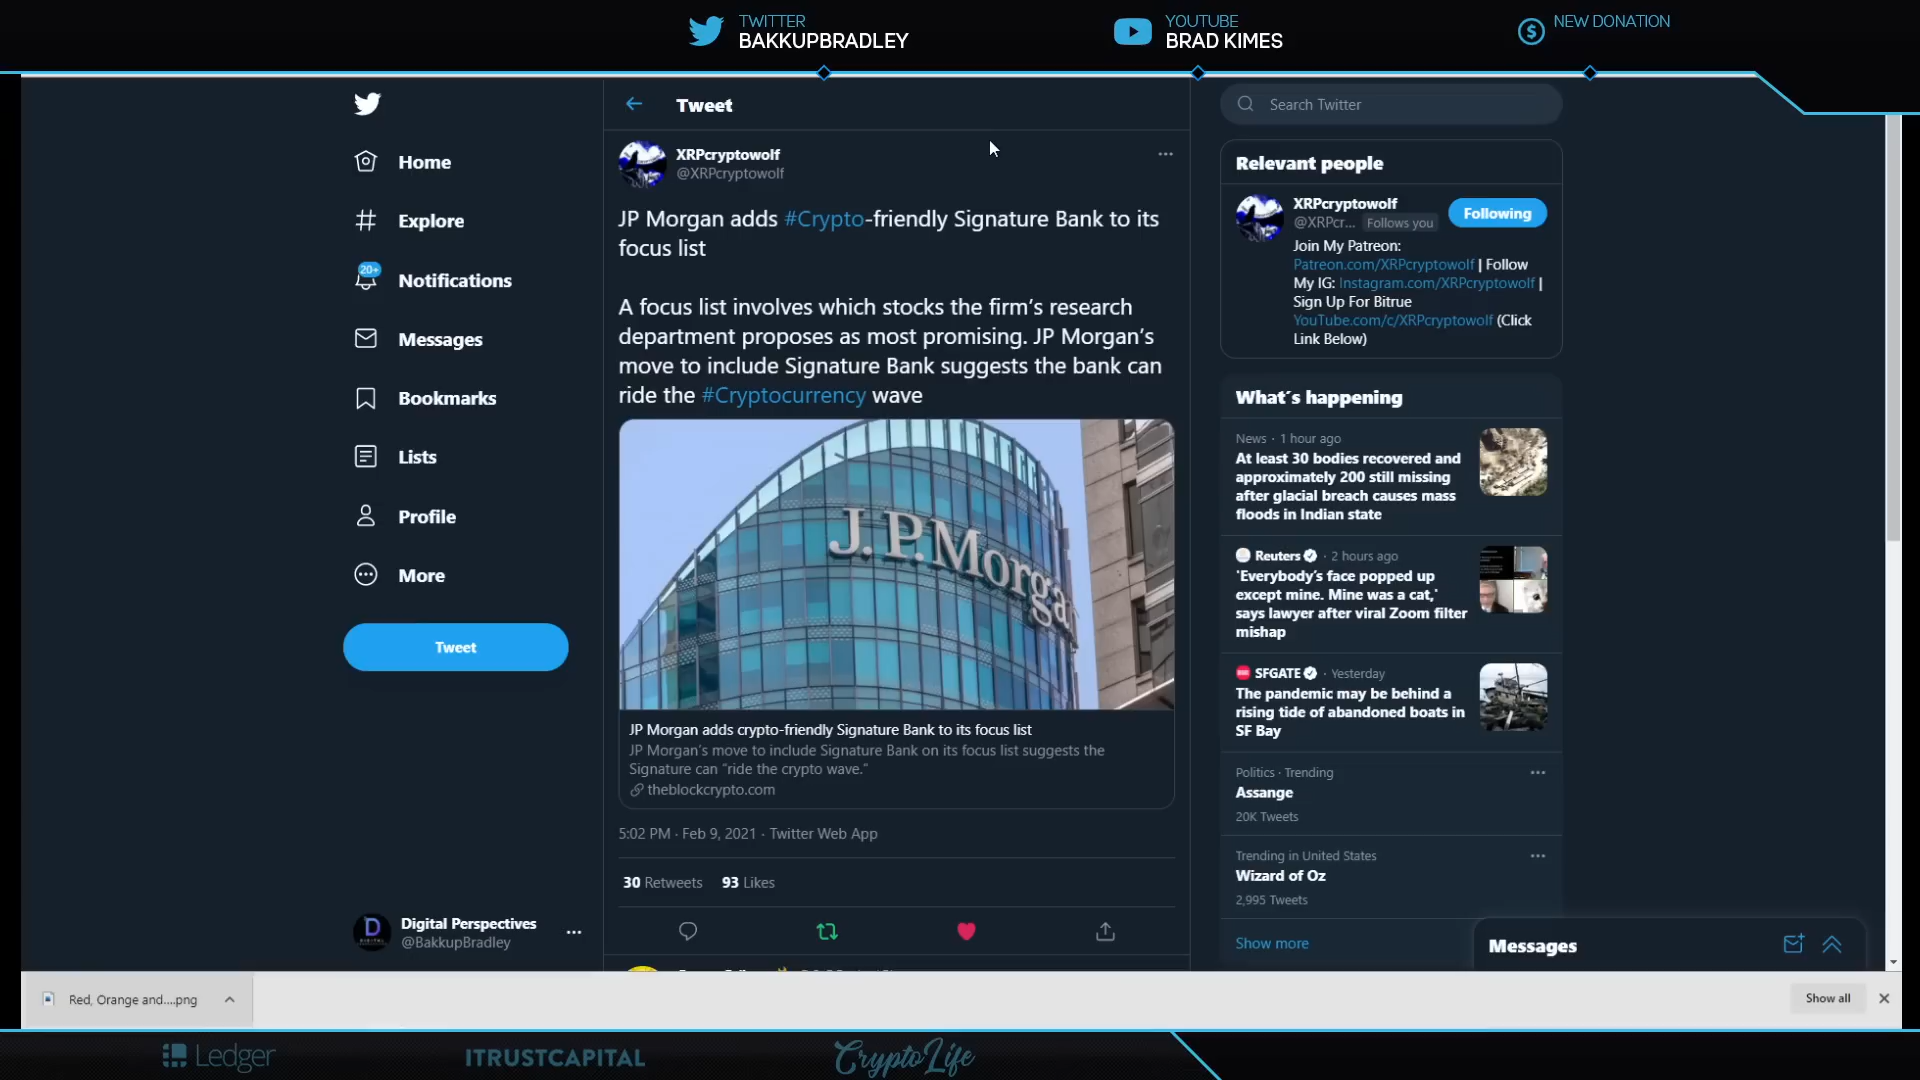 TWITTER
BAKKUPBRADLEY
YOUTUBE
BRAD KIMES
NEW DONATION
Home
Explore
20+
Notifications
Messages
Bookmarks
Lists
Profile
More
Tweet
Digital Perspectives
@BakkupBradley
Tweet
XRPcryptowolf
@XRPcryptowolf
JP Morgan adds #Crypto-friendly Signature Bank to its
focus list
A focus list involves which stocks the firm's research
department proposes as most promising. JP Morgan's
move to include Signature Bank suggests the bank can
ride the #Cryptocurrency wave
J.P.Morgan
JP Morgan adds crypto-friendly Signature Bank to its focus list
JP Morgan's move to include Signature Bank on its focus list suggests the
Signature can "ride the crypto wave."
theblockcrypto.com
5:02 PM · Feb 9, 2021 · Twitter Web App
30 Retweets 93 Likes
Search Twitter
Relevant people
XRPcryptowolf
@XRPcr... Follows you
Following
Join My Patreon:
Patreon.com/XRPcryptowolf | Follow
My IG: Instagram.com/XRPcryptowolf |
Sign Up For Bitrue
YouTube.com/c/XRPcryptowolf (Click
Link Below)
What's happening
News · 1 hour ago
At least 30 bodies recovered and
approximately 200 still missing
after glacial breach causes mass
floods in Indian state
Reuters · 2 hours ago
'Everybody's face popped up
except mine. Mine was a cat,'
says lawyer after viral Zoom filter
mishap
SFGATE · Yesterday
The pandemic may be behind a
rising tide of abandoned boats in
SF Bay
Politics · Trending
Assange
20K Tweets
Trending in United States
Wizard of Oz
2,995 Tweets
Show more
Messages
Red, Orange and....png
Show all
Ledger
ITRUSTCAPITAL
CryptoLife